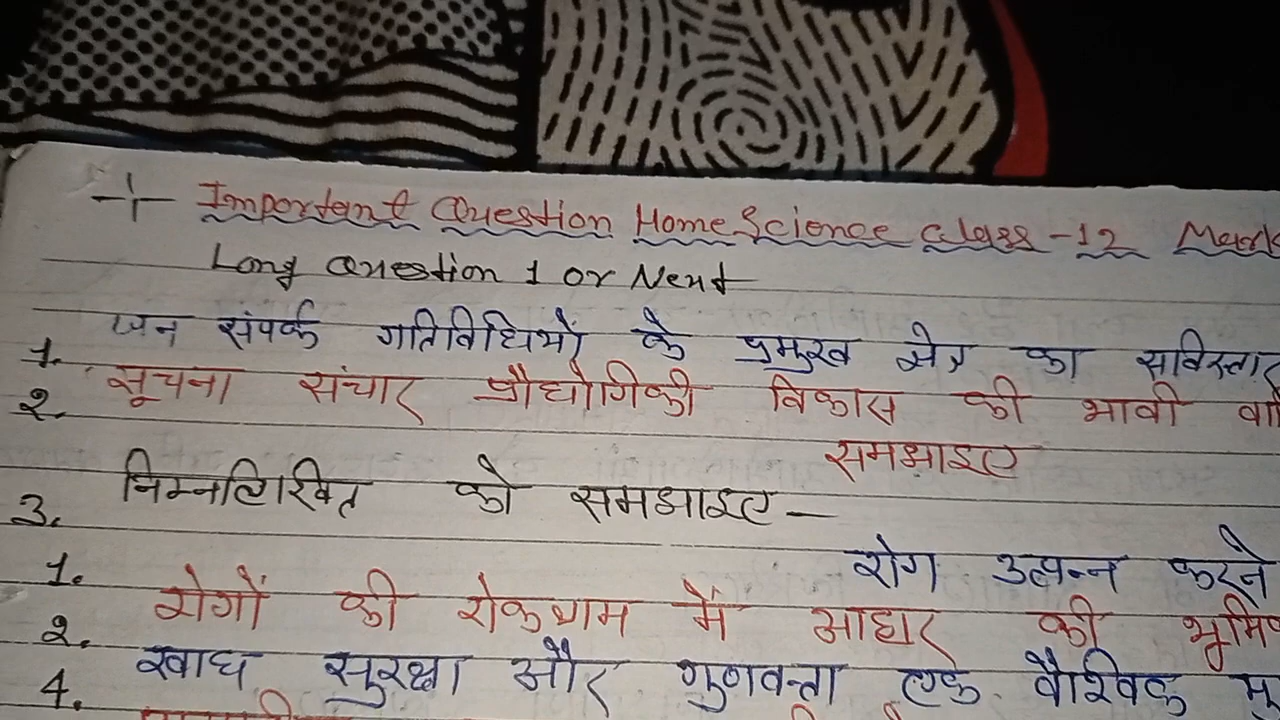 Important Question Home Science Class-12
Long Question 1 or Next
1. जन संपर्क गतिविधियों के प्रमुख क्षेत्र का सविस्तार
2. सूचना संचार प्रौद्योगिकी विकास की भावी
समझाइए
3. निम्नलिखित को समझाइए –
1. रोग उत्पन्न करने
2. रोगों की रोकथाम में आहार की
4. खाद्य सुरक्षा और गुणवत्ता एक वैश्विक